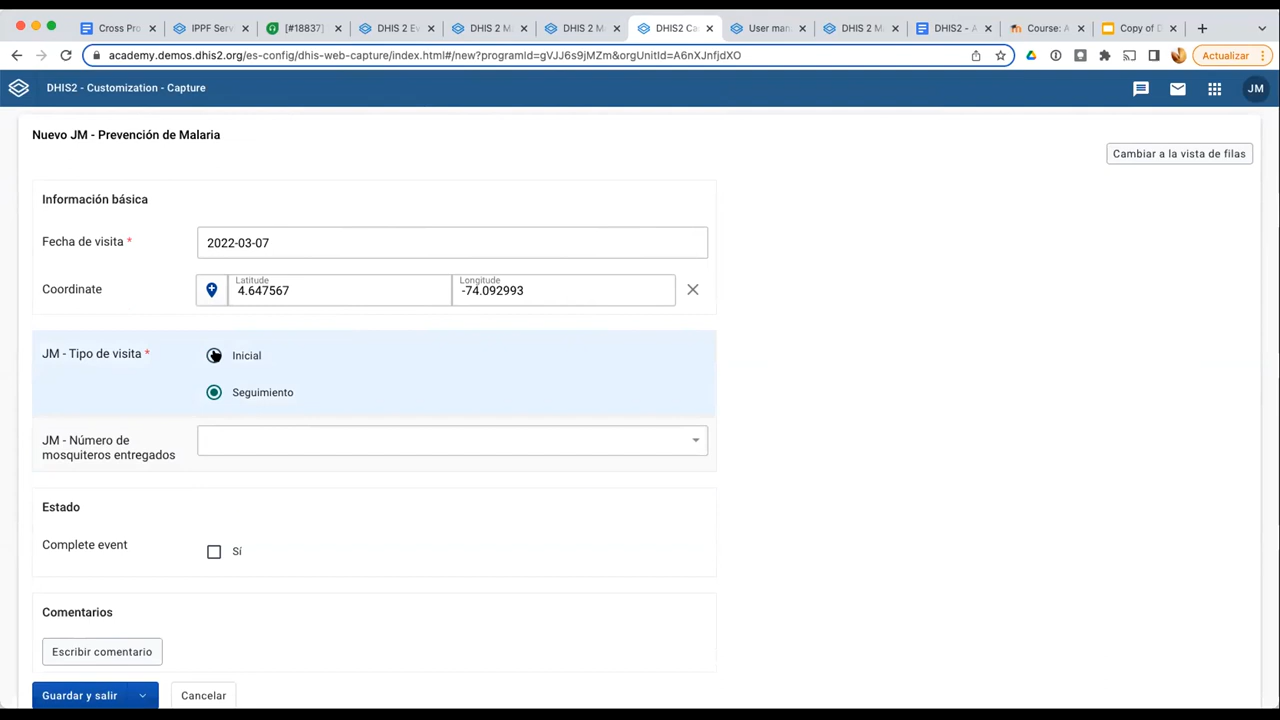 Cross Pro
IPPF Serv
[#18837]
DHIS 2 Ev
DHIS 2 M
DHIS 2 M
DHIS2 Ca
User man
DHIS 2 M
DHIS2 – A
Course: A
Copy of D
academy.demos.dhis2.org/es-config/dhis-web-capture/index.html#/new?programId=gVJJ6s9jMZm&orgUnitId=A6nXJnfjdXO
Actualizar
DHIS2 - Customization - Capture
JM
Nuevo JM - Prevención de Malaria
Cambiar a la vista de filas
Información básica
Fecha de visita *
2022-03-07
Coordinate
Latitude
4.647567
Longitude
-74.092993
JM - Tipo de visita *
Inicial
Seguimiento
JM - Número de
mosquiteros entregados
Estado
Complete event
Sí
Comentarios
Escribir comentario
Guardar y salir
Cancelar